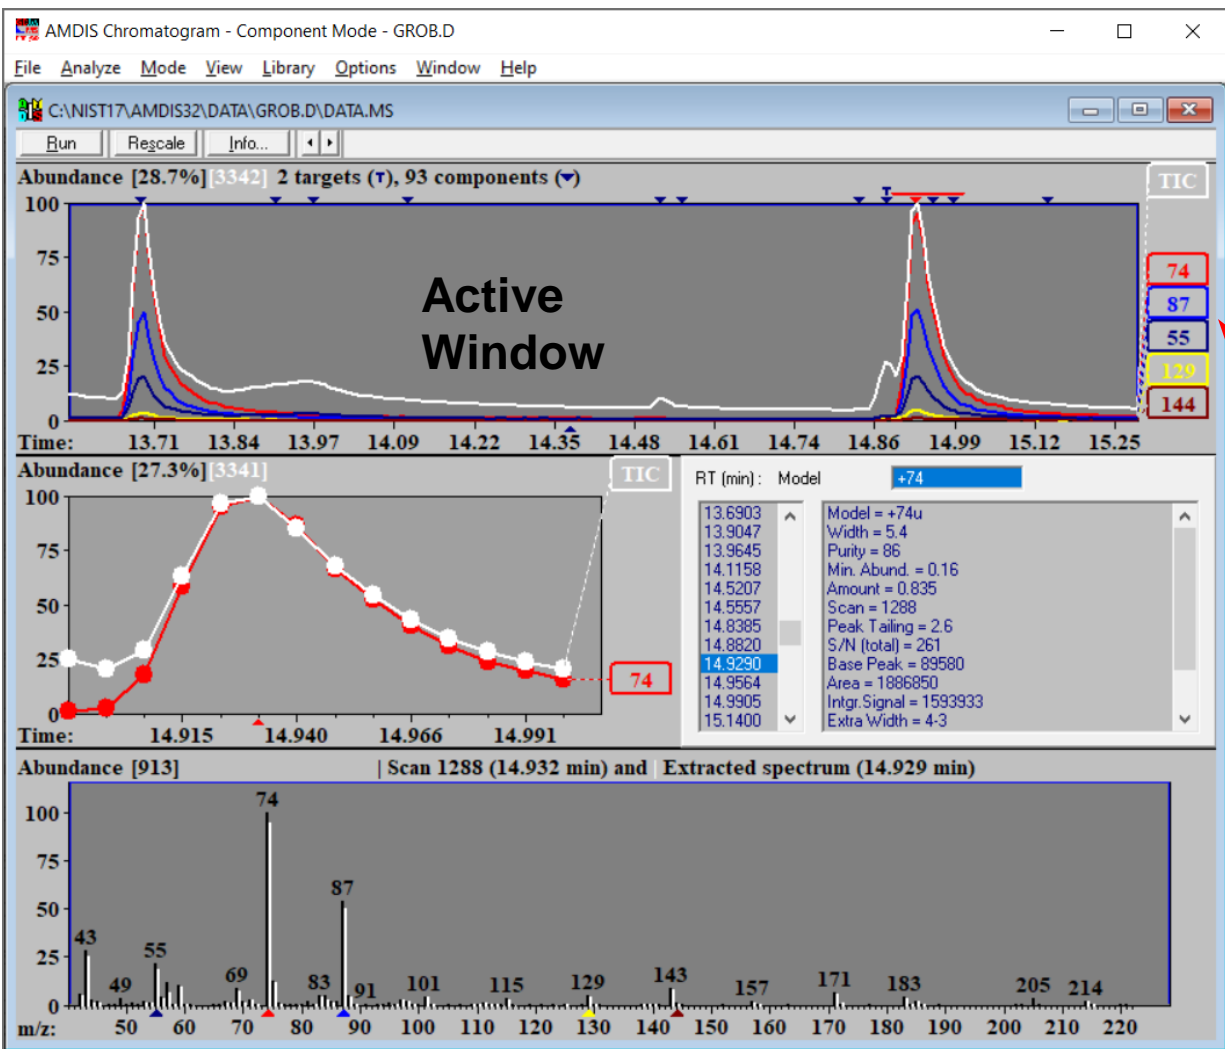 AMDIS Chromatogram - Component Mode - GROB.D
File Analyze Mode View Library Options Window Help
C:\NIST17\AMDIS32\DATA\GROB.D\DATA.MS
Run Rescale Info...
Abundance [28.7%][3342] 2 targets (T), 93 components (▼)
TIC
T
100
75
50
25
0
Active
Window
74
87
55
129
144
Time: 13.71 13.84 13.97 14.09 14.22 14.35 14.48 14.61 14.74 14.86 14.99 15.12 15.25
Abundance [27.3%][3341]
TIC
100
75
50
25
0
74
Time: 14.915 14.940 14.966 14.991
RT (min) : Model +74
13.6903
13.9047
13.9645
14.1158
14.5207
14.5557
14.8385
14.8820
14.9290
14.9564
14.9905
15.1400
Model = +74u
Width = 5.4
Purity = 86
Min. Abund. = 0.16
Amount = 0.835
Scan = 1288
Peak Tailing = 2.6
S/N (total) = 261
Base Peak = 89580
Area = 1886850
Intgr.Signal = 1593933
Extra Width = 4-3
Abundance [913] | Scan 1288 (14.932 min) and | Extracted spectrum (14.929 min)
100
75
50
25
0
43 49 55 69 74 83 87 91 101 115 129 143 157 171 183 205 214
m/z: 50 60 70 80 90 100 110 120 130 140 150 160 170 180 190 200 210 220